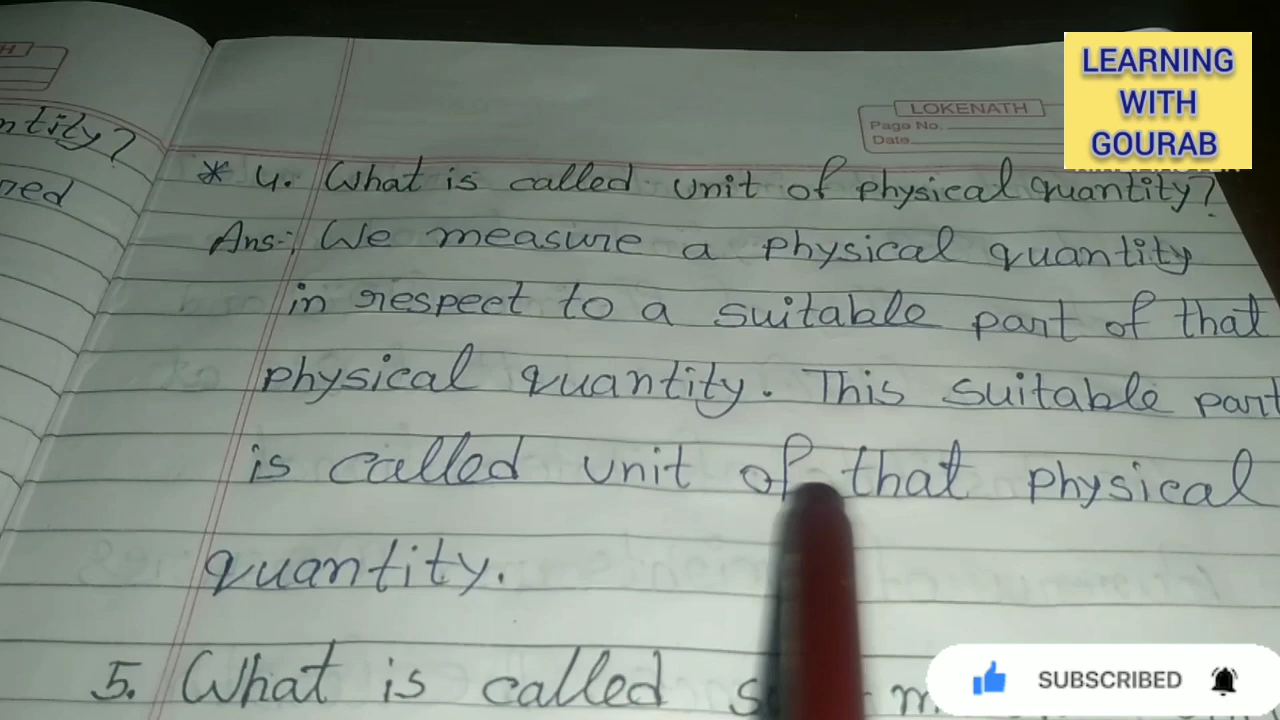 LEARNING
WITH
GOURAB
LOKENATH
Page No.
Date
ntity?
ned
* 4. What is called unit of physical quantity?
Ans:- We measure a physical quantity
in respect to a suitable part of that
physical quantity. This suitable part
is called unit of that physical
quantity.
5. What is called
SUBSCRIBED